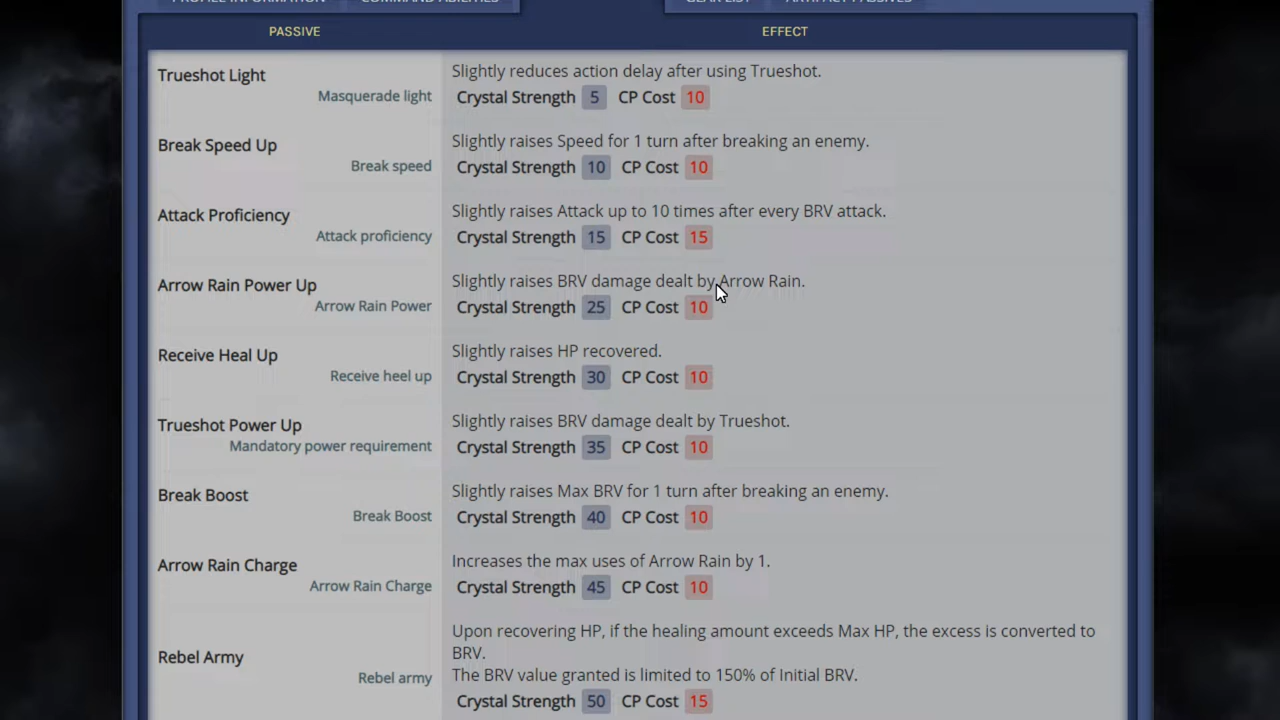 PROFILE INFORMATION COMMAND ABILITIES GEAR LIST ARTIFACT PASSIVES
PASSIVE EFFECT
Trueshot Light
Masquerade light
Slightly reduces action delay after using Trueshot.
Crystal Strength 5 CP Cost 10
Break Speed Up
Break speed
Slightly raises Speed for 1 turn after breaking an enemy.
Crystal Strength 10 CP Cost 10
Attack Proficiency
Attack proficiency
Slightly raises Attack up to 10 times after every BRV attack.
Crystal Strength 15 CP Cost 15
Arrow Rain Power Up
Arrow Rain Power
Slightly raises BRV damage dealt by Arrow Rain.
Crystal Strength 25 CP Cost 10
Receive Heal Up
Receive heel up
Slightly raises HP recovered.
Crystal Strength 30 CP Cost 10
Trueshot Power Up
Mandatory power requirement
Slightly raises BRV damage dealt by Trueshot.
Crystal Strength 35 CP Cost 10
Break Boost
Break Boost
Slightly raises Max BRV for 1 turn after breaking an enemy.
Crystal Strength 40 CP Cost 10
Arrow Rain Charge
Arrow Rain Charge
Increases the max uses of Arrow Rain by 1.
Crystal Strength 45 CP Cost 10
Rebel Army
Rebel army
Upon recovering HP, if the healing amount exceeds Max HP, the excess is converted to
BRV.
The BRV value granted is limited to 150% of Initial BRV.
Crystal Strength 50 CP Cost 15